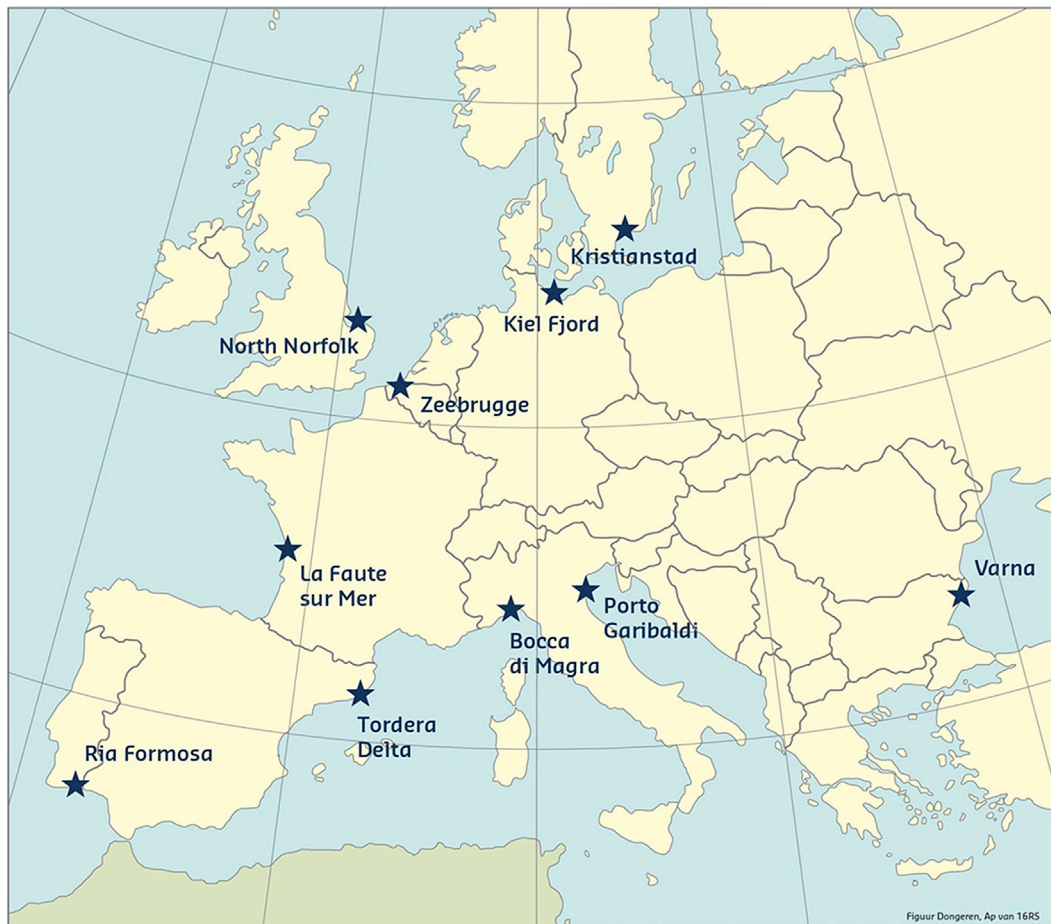 Kristianstad
Kiel Fjord
North Norfolk
Zeebrugge
La Faute
sur Mer
Varna
Porto
Garibaldi
Bocca
di Magra
Tordera
Delta
Ria Formosa
Figuur Dongeren, Ap van 16RS